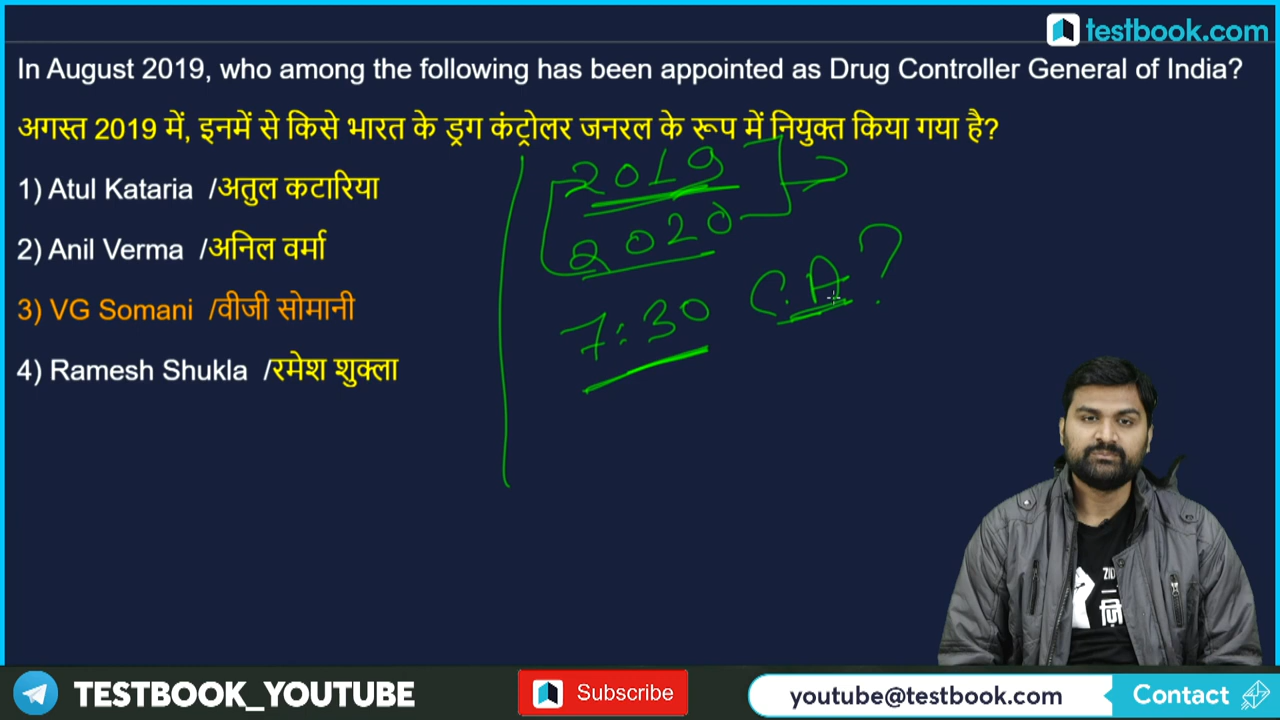 testbook.com
In August 2019, who among the following has been appointed as Drug Controller General of India?
अगस्त 2019 में, इनमें से किसे भारत के ड्रग कंट्रोलर जनरल के रूप में नियुक्त किया गया है?
1) Atul Kataria /अतुल कटारिया
2) Anil Verma /अनिल वर्मा
3) VG Somani /वीजी सोमानी
4) Ramesh Shukla /रमेश शुक्ला
2019
2020
7:30 C.A?
TESTBOOK_YOUTUBE
Subscribe
youtube@testbook.com
Contact